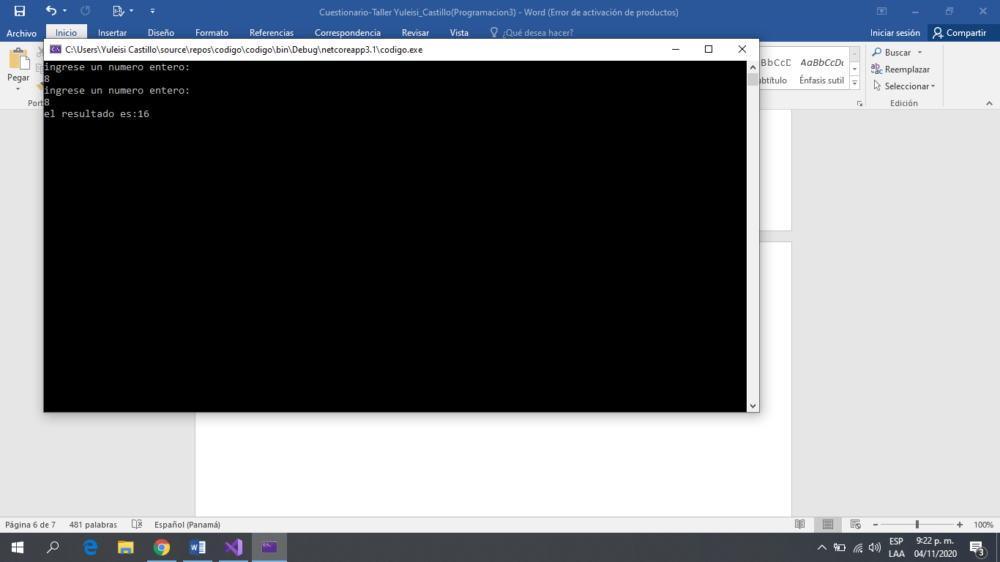 Cuestionario-Taller Yuleisi_Castillo(Programacion3) - Word (Error de activación de productos)
Archivo Inicio Insertar Diseño Formato Referencias Correspondencia Revisar Vista ¿Qué desea hacer? Iniciar sesión Compartir
C:\Users\Yuleisi Castillo\source\repos\codigo\codigo\bin\Debug\netcoreapp3.1\codigo.exe
ingrese un numero entero:
8
ingrese un numero entero:
8
el resultado es:16
Pegar
AaBbCcDc
Énfasis sutil
Buscar
Reemplazar
Seleccionar
Edición
Página 6 de 7 481 palabras Español (Panamá) 100%
ESP
LAA
9:22 p. m.
04/11/2020
3